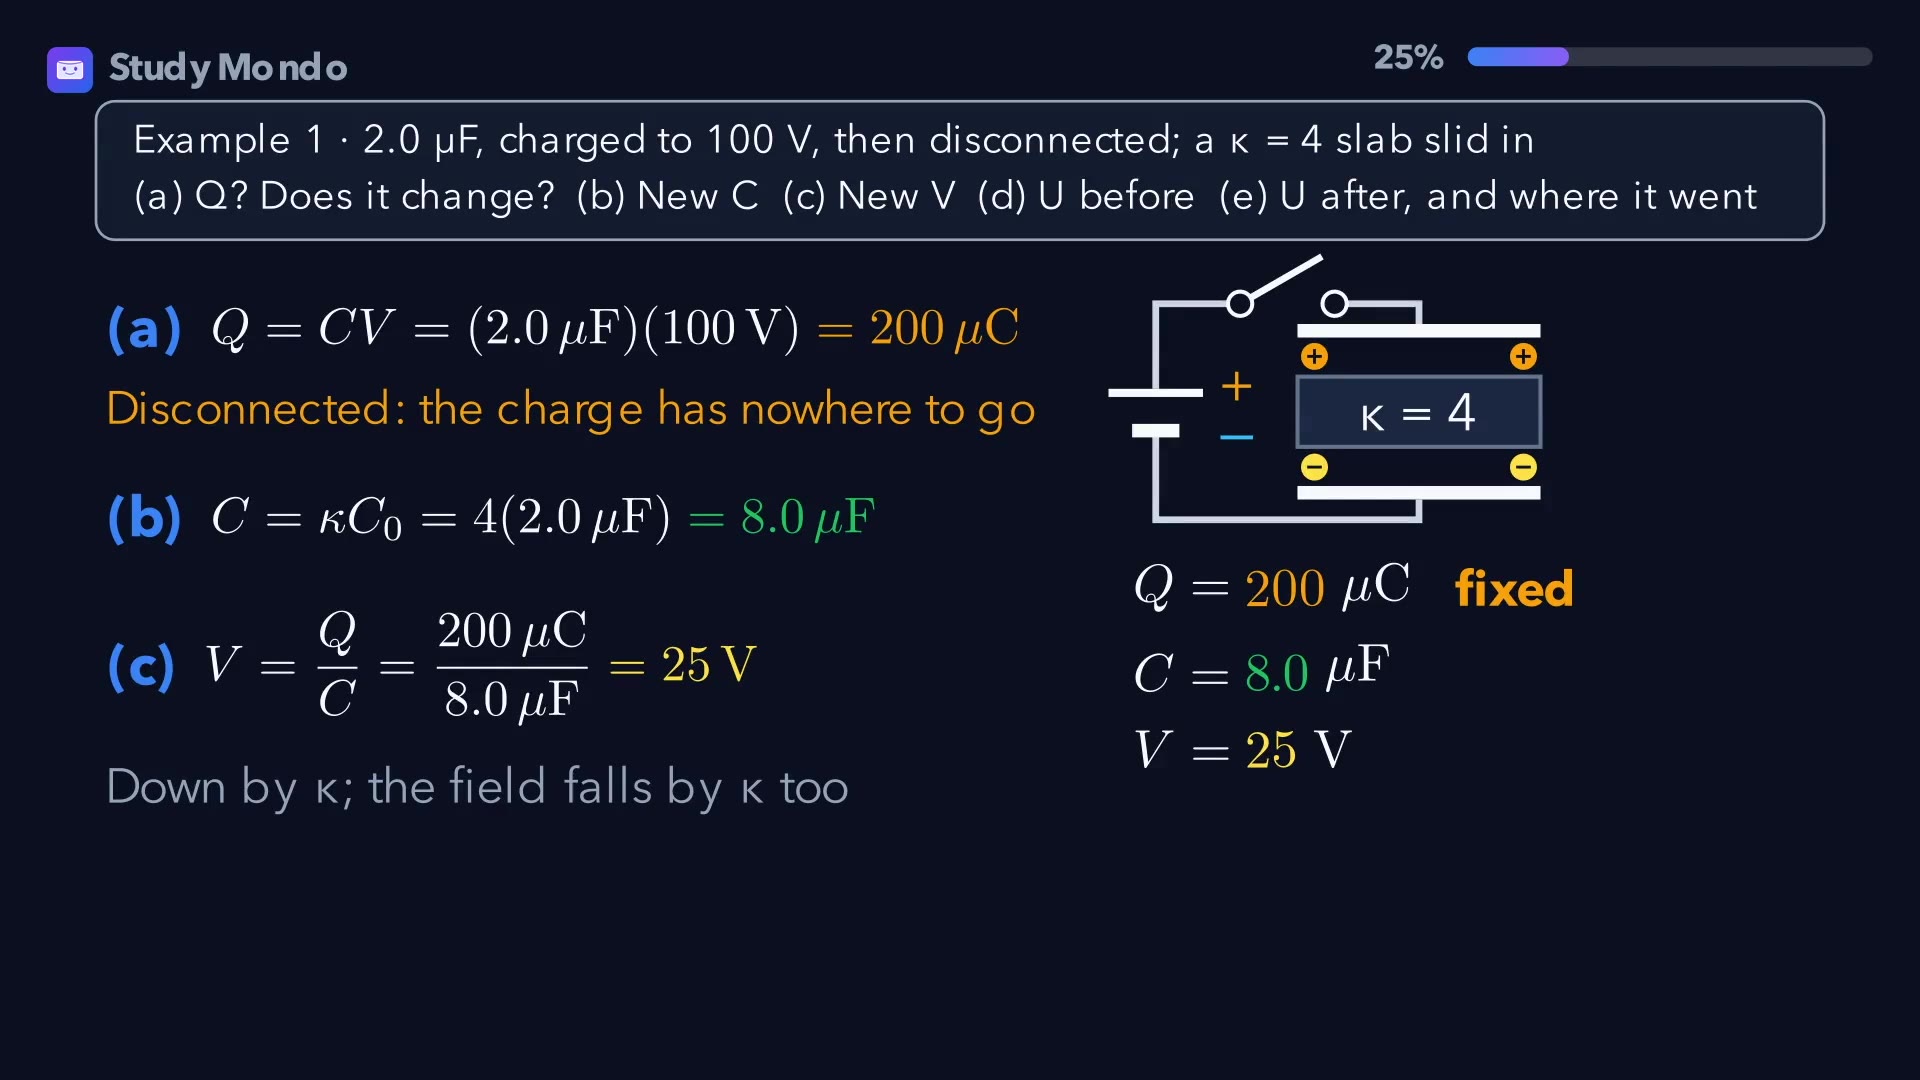 Study Mondo
25%
Example 1 · 2.0 µF, charged to 100 V, then disconnected; a κ = 4 slab slid in
(a) Q? Does it change? (b) New C (c) New V (d) U before (e) U after, and where it went
(a) Q = CV = (2.0 μF)(100 V) = 200 μC
Disconnected: the charge has nowhere to go
(b) C = κC₀ = 4(2.0 μF) = 8.0 μF
(c) V = Q/C = 200 μC/8.0 μF = 25 V
Down by κ; the field falls by κ too
+
−
+ +
κ = 4
− −
Q = 200 μC fixed
C = 8.0 μF
V = 25 V